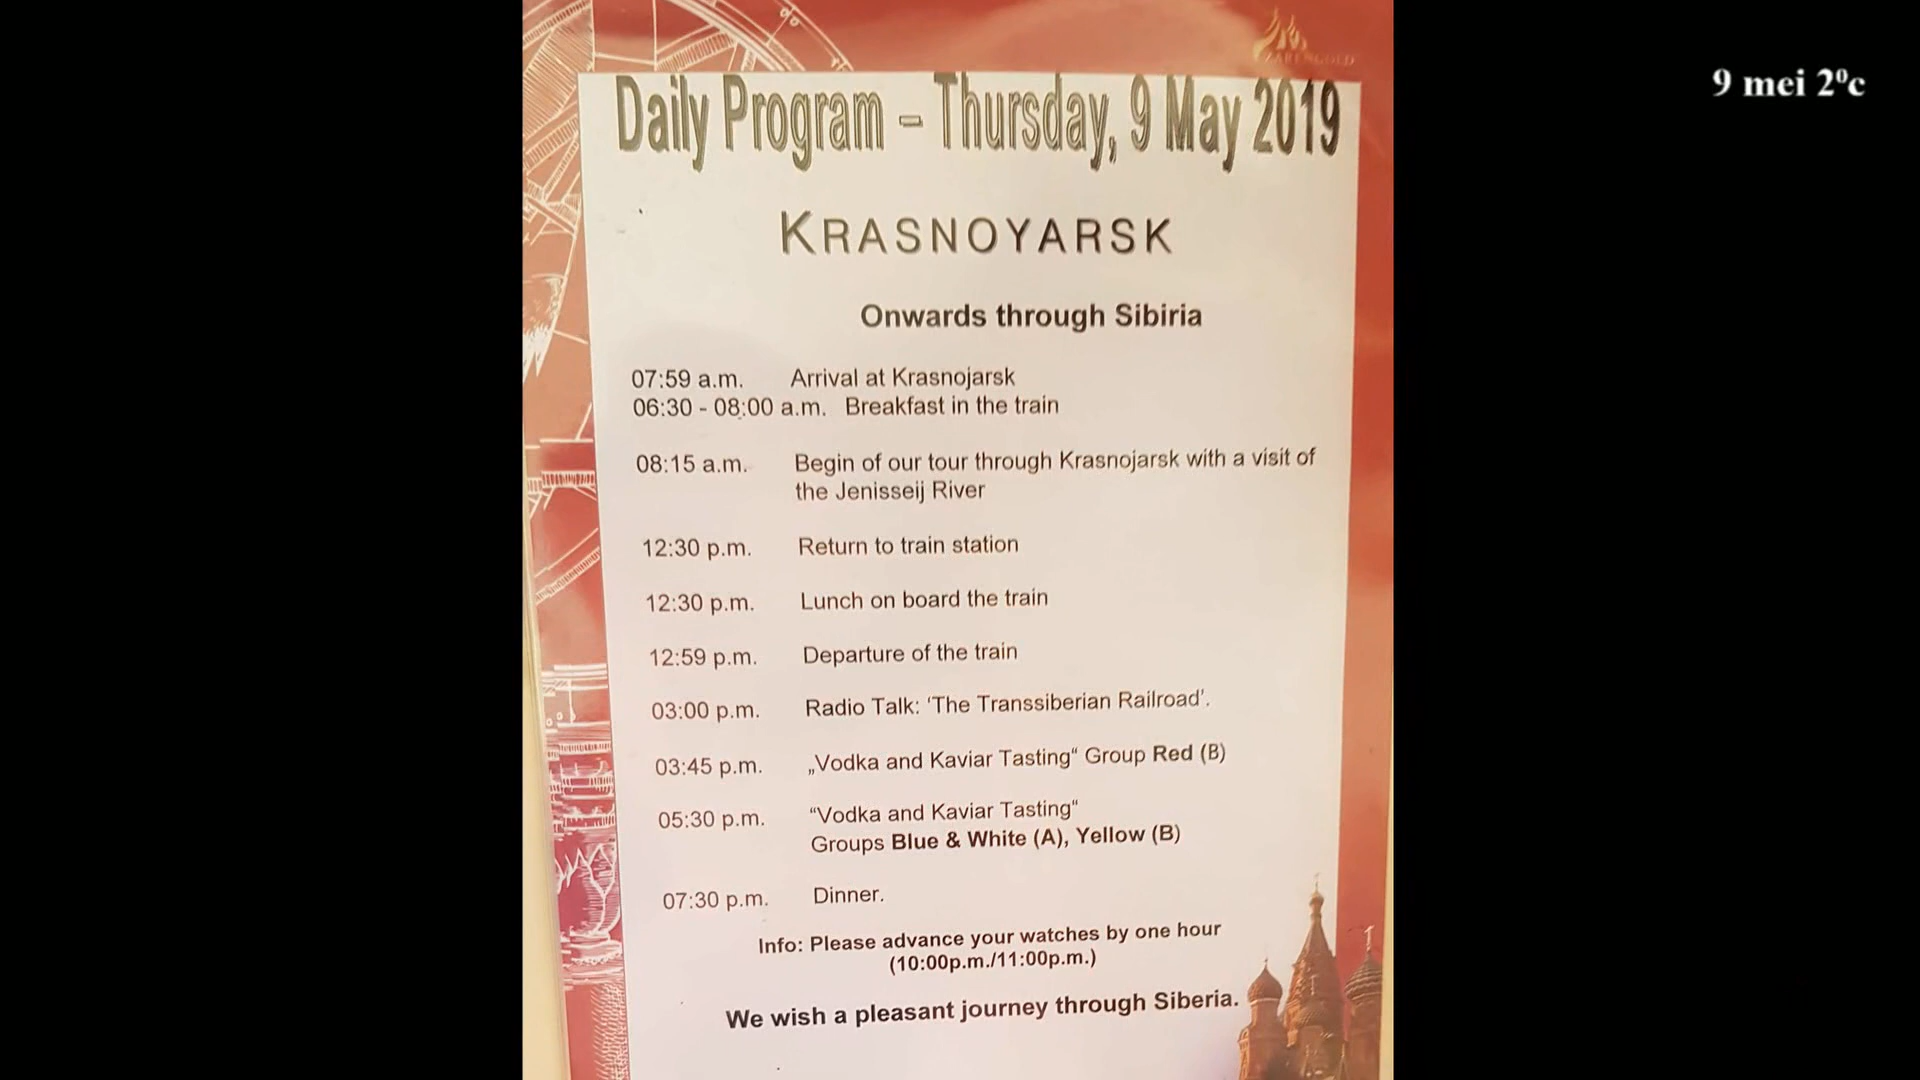 ZARENGOLD
9 mei 2⁰c
Daily Program – Thursday, 9 May 2019
KRASNOYARSK
Onwards through Sibiria
07:59 a.m. Arrival at Krasnojarsk
06:30 - 08:00 a.m. Breakfast in the train
08:15 a.m. Begin of our tour through Krasnojarsk with a visit of
the Jenisseij River
12:30 p.m. Return to train station
12:30 p.m. Lunch on board the train
12:59 p.m. Departure of the train
03:00 p.m. Radio Talk: ‘The Transsiberian Railroad’.
03:45 p.m. „Vodka and Kaviar Tasting“ Group Red (B)
05:30 p.m. “Vodka and Kaviar Tasting“
Groups Blue & White (A), Yellow (B)
07:30 p.m. Dinner.
Info: Please advance your watches by one hour
(10:00p.m./11:00p.m.)
We wish a pleasant journey through Siberia.